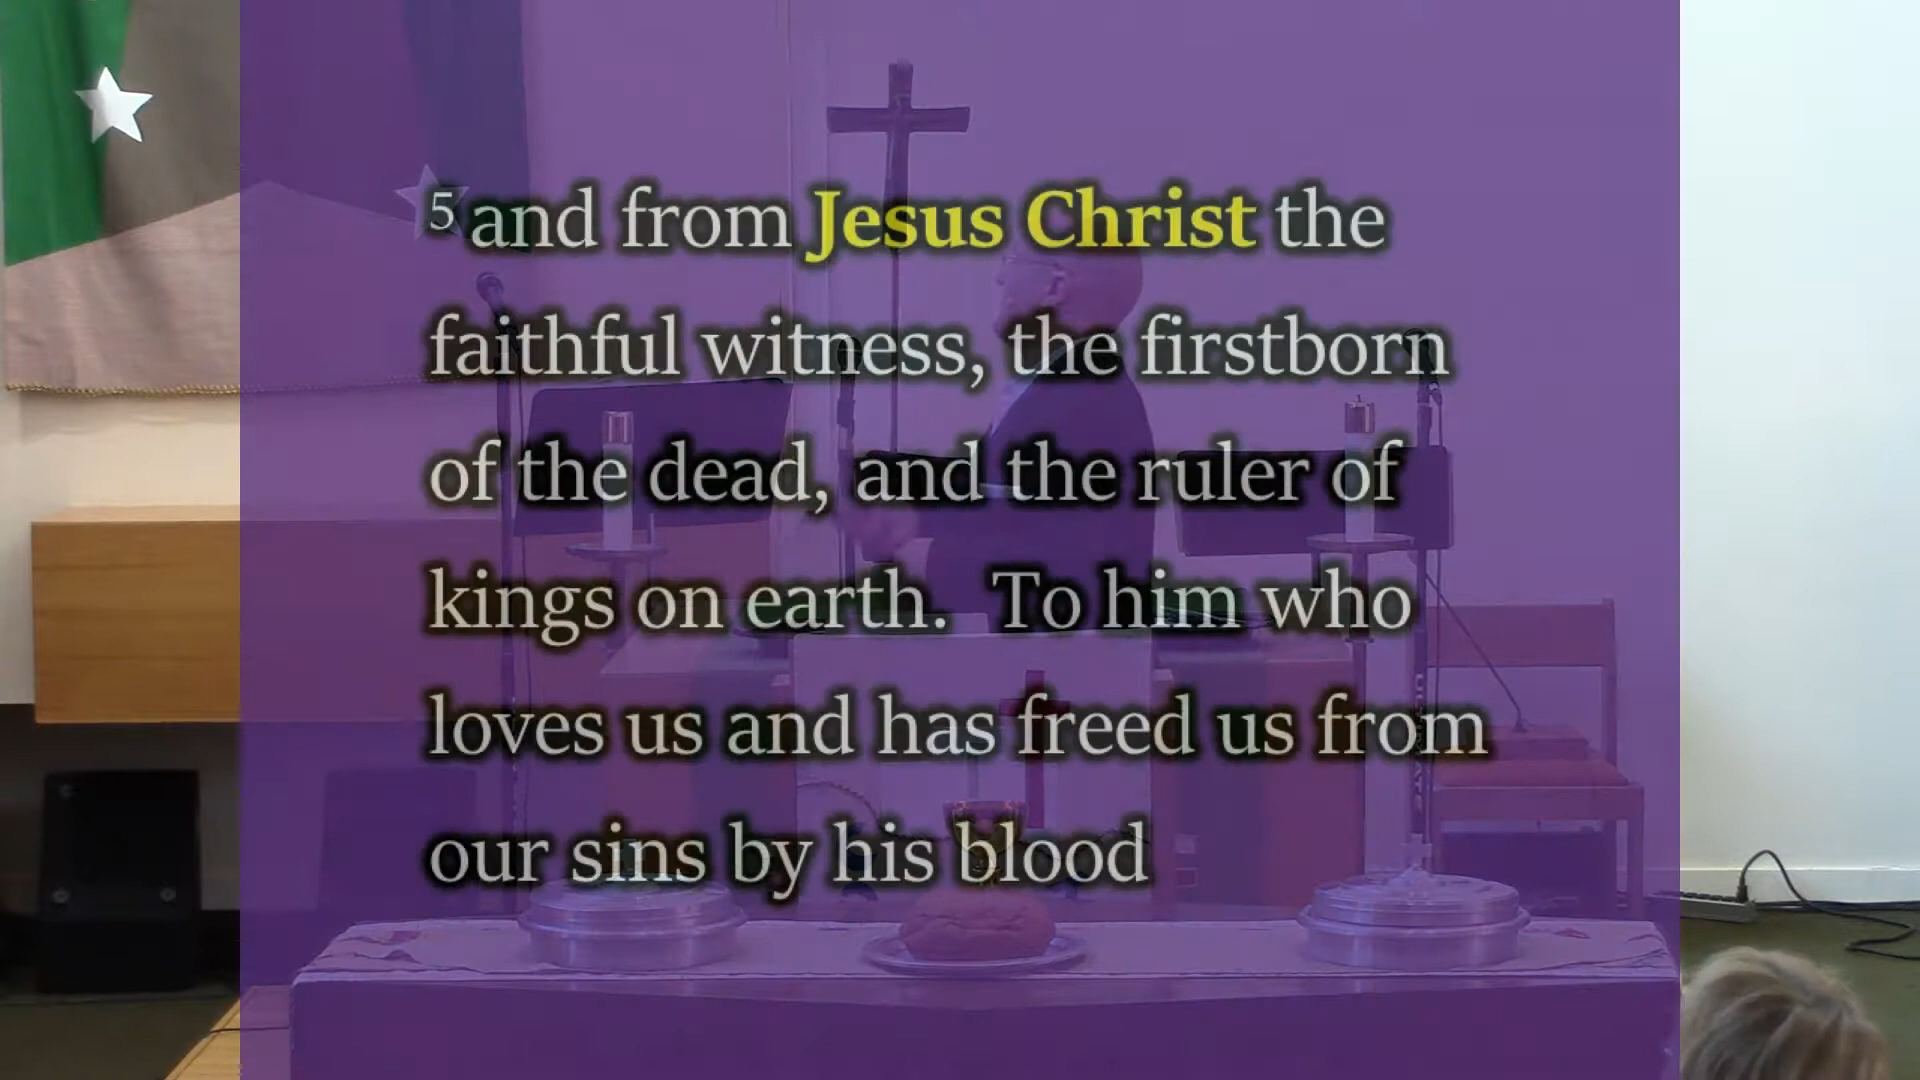 5 and from Jesus Christ the
faithful witness, the firstborn
of the dead, and the ruler of
kings on earth. To him who
loves us and has freed us from
our sins by his blood